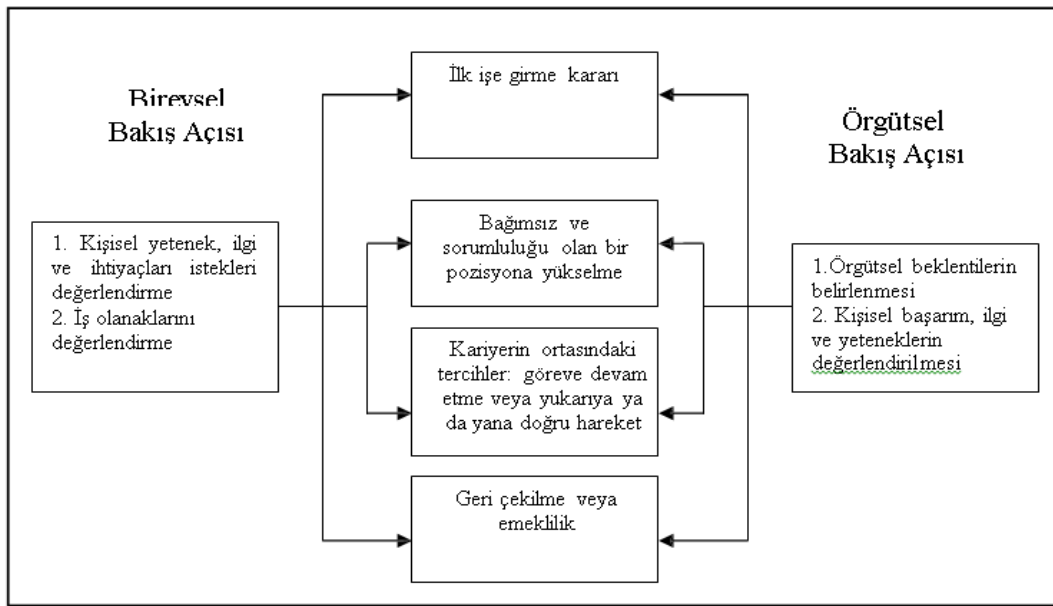 Bireysel
Bakış Açısı
1. Kişisel yetenek, ilgi
ve ihtiyaçları istekleri
değerlendirme
2. İş olanaklarını
değerlendirme
İlk işe girme kararı
Bağımsız ve
sorumluluğu olan bir
pozisyona yükselme
Kariyerin ortasındaki
tercihler: göreve devam
etme veya yukarıya ya
da yana doğru hareket
Geri çekilme veya
emeklilik
Örgütsel
Bakış Açısı
1.Örgütsel beklentilerin
belirlenmesi
2. Kişisel başarım, ilgi
ve yeteneklerin
değerlendirilmesi